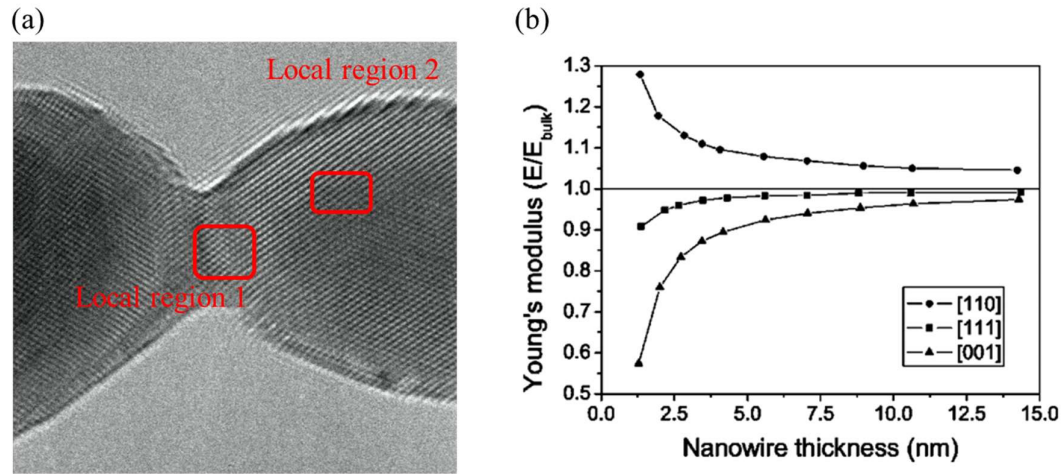 (a)
Local region 2
Local region 1
(b)
Young's modulus (E/E_bulk)
1.3
1.2
1.1
1.0
0.9
0.8
0.7
0.6
0.5
[110]
[111]
[001]
0.0 2.5 5.0 7.5 10.0 12.5 15.0
Nanowire thickness (nm)